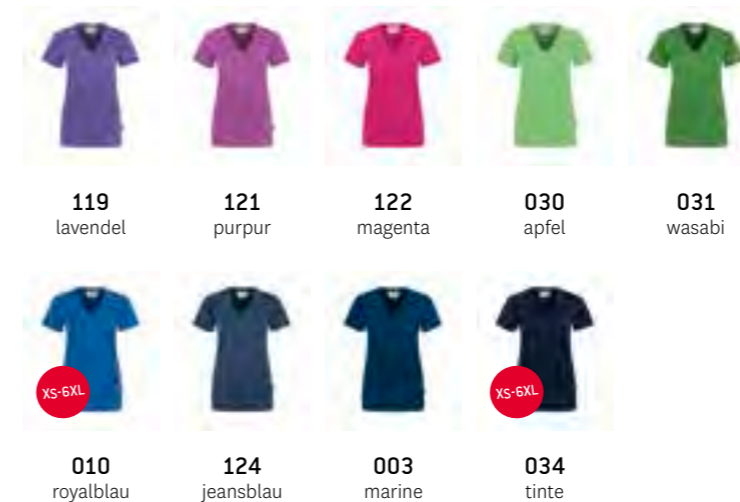 119 121 122 030 031
lavendel purpur magenta apfel wasabi
XS-6XL XS-6XL
010 124 003 034
royalblau jeansblau marine tinte